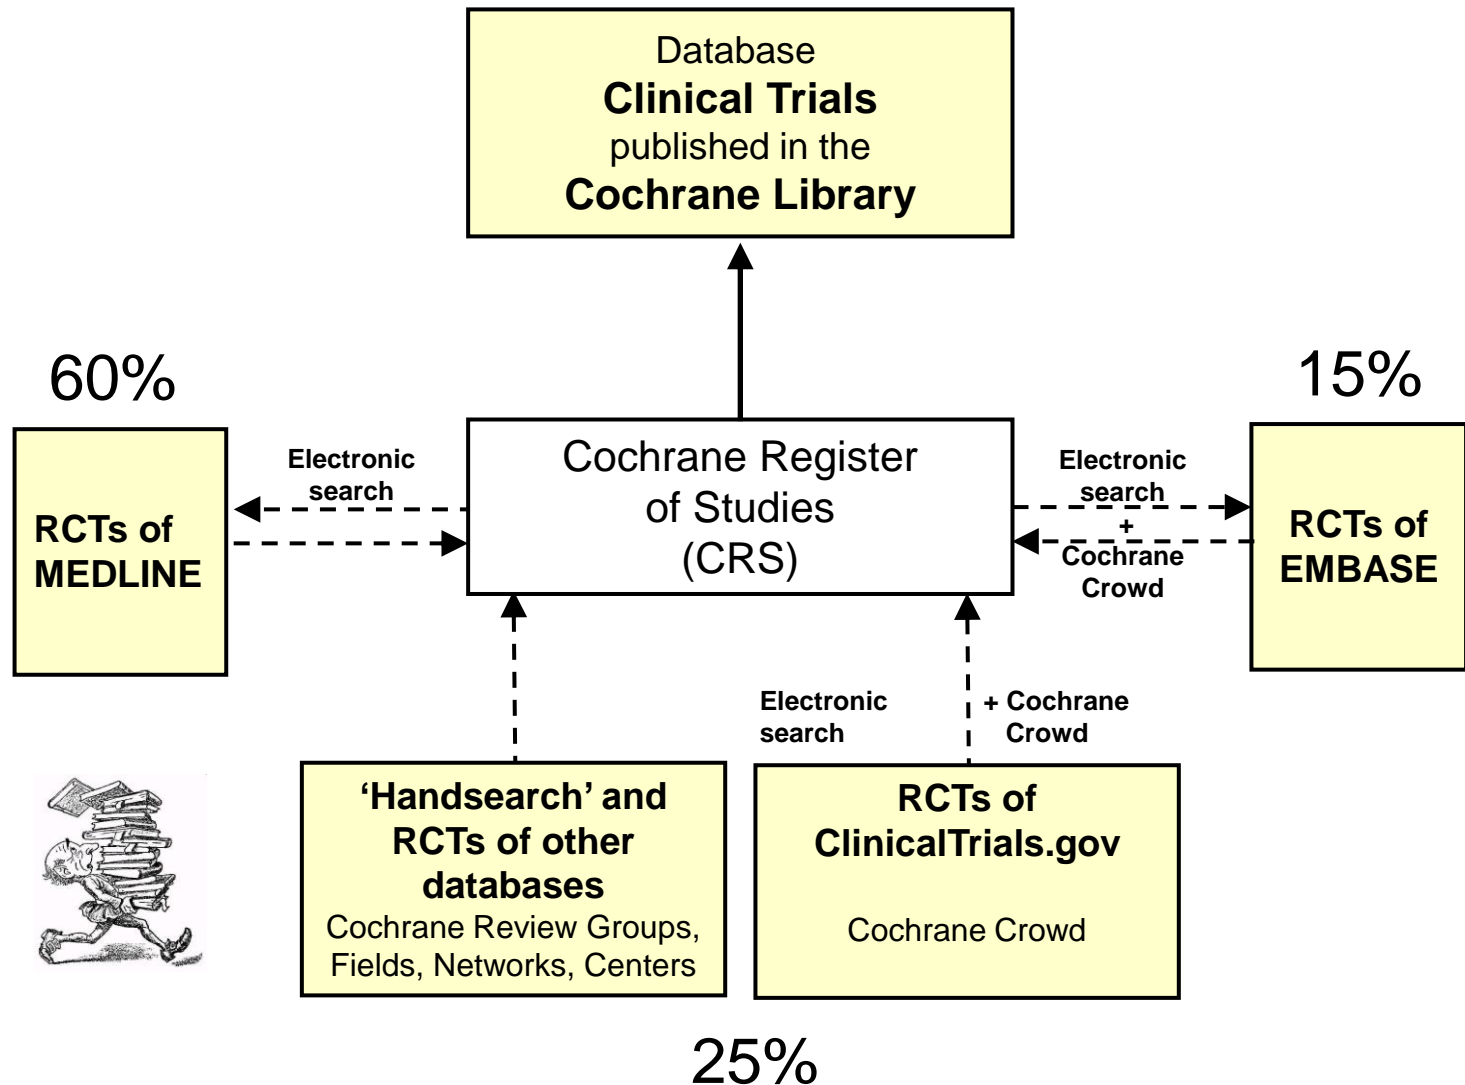 Database
Clinical Trials
published in the
Cochrane Library
60%
15%
Electronic
search
RCTs of
MEDLINE
Cochrane Register
of Studies
(CRS)
Electronic
search
+
Cochrane
Crowd
RCTs of
EMBASE
Electronic
search
+ Cochrane
Crowd
‘Handsearch’ and
RCTs of other
databases
Cochrane Review Groups,
Fields, Networks, Centers
RCTs of
ClinicalTrials.gov
Cochrane Crowd
25%